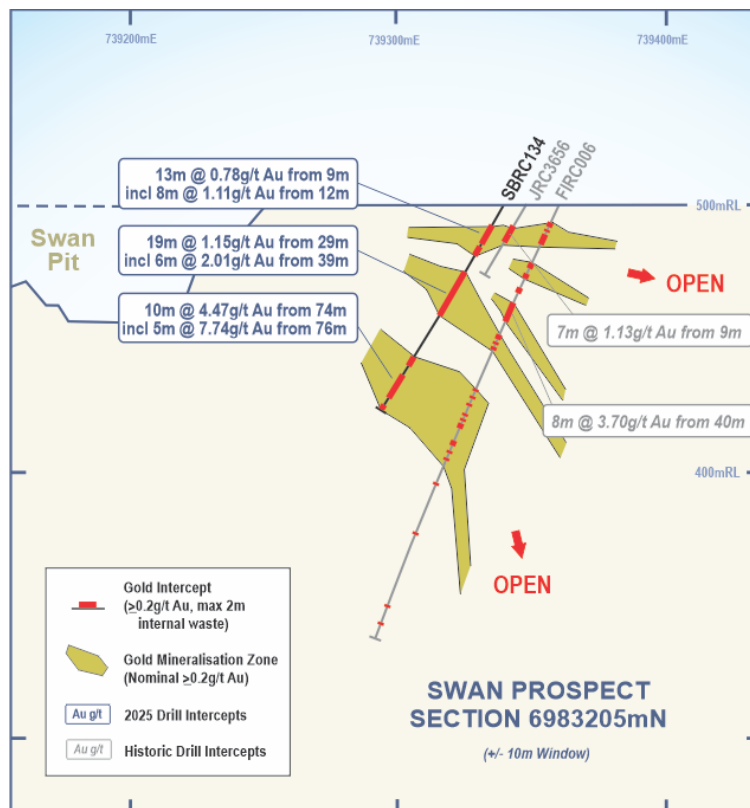 739200mE
739300mE
739400mE
SBRC134
JRC3656
FIRC006
13m @ 0.78g/t Au from 9m
incl 8m @ 1.11g/t Au from 12m
500mRL
Swan
Pit
19m @ 1.15g/t Au from 29m
incl 6m @ 2.01g/t Au from 39m
OPEN
10m @ 4.47g/t Au from 74m
incl 5m @ 7.74g/t Au from 76m
7m @ 1.13g/t Au from 9m
8m @ 3.70g/t Au from 40m
400mRL
OPEN
Gold Intercept
(≥0.2g/t Au, max 2m
internal waste)
Gold Mineralisation Zone
(Nominal ≥0.2g/t Au)
Au g/t
2025 Drill Intercepts
Au g/t
Historic Drill Intercepts
SWAN PROSPECT
SECTION 6983205mN
(+/- 10m Window)